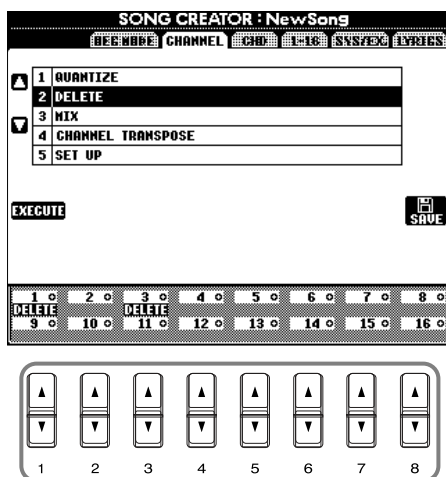 SONG CREATOR : NewSong
REC MODE CHANNEL CHD 1-16 SYS/EX. LYRICS
1 QUANTIZE
2 DELETE
3 MIX
4 CHANNEL TRANSPOSE
5 SET UP
EXECUTE
SAVE
1 2 3 4 5 6 7 8
DELETE DELETE
9 10 11 12 13 14 15 16
1 2 3 4 5 6 7 8